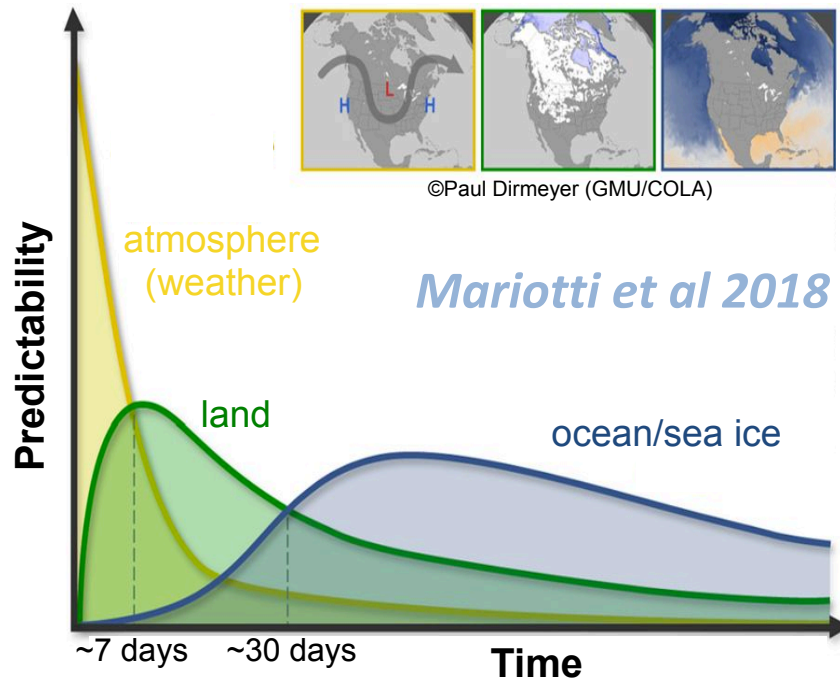 H
L
H
©Paul Dirmeyer (GMU/COLA)
atmosphere
(weather)
Mariotti et al 2018
Predictability
land
ocean/sea ice
~7 days
~30 days
Time